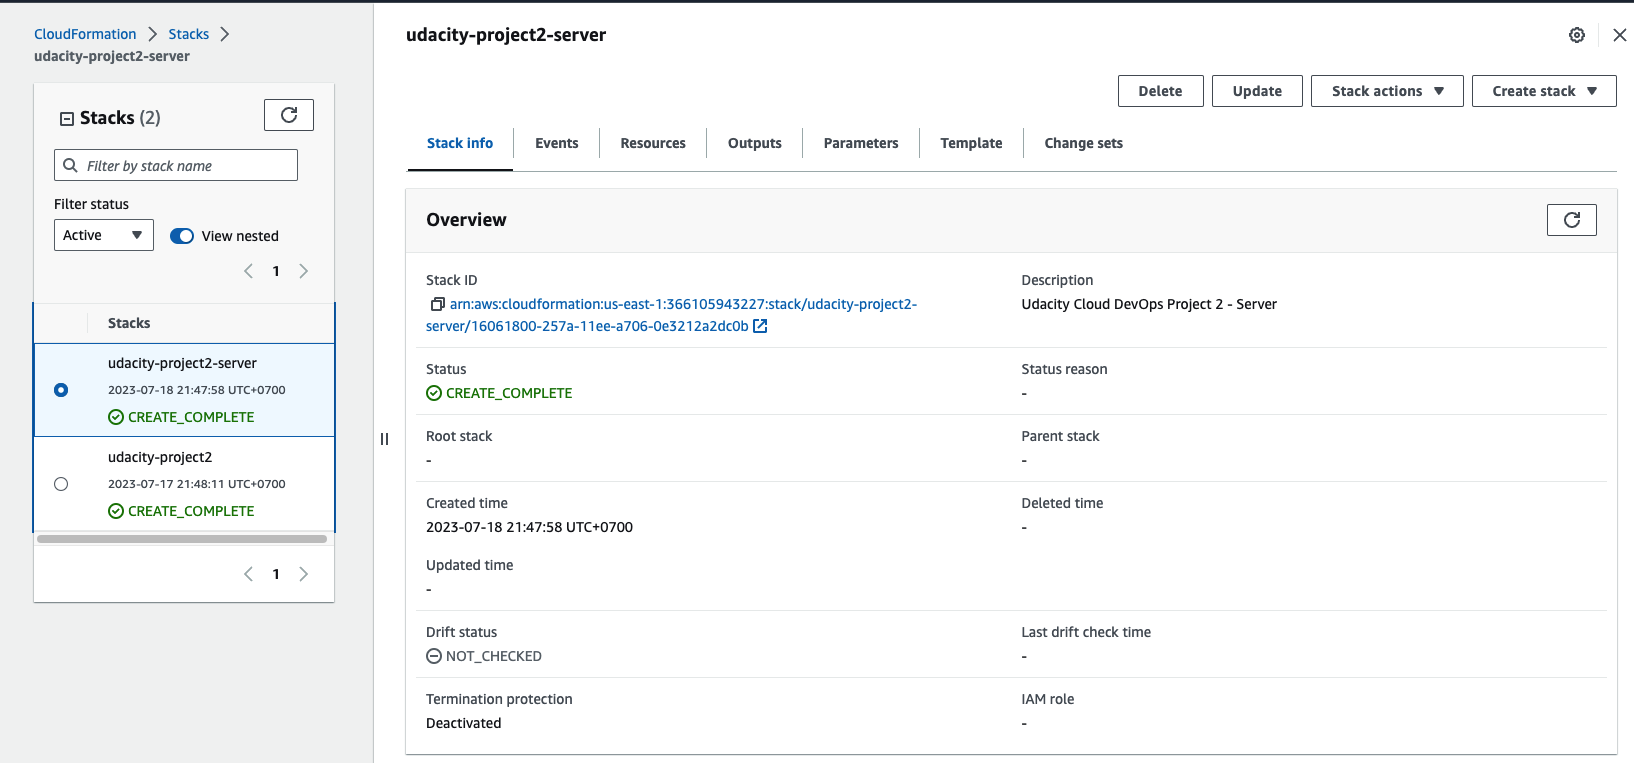 CloudFormation
Stacks
udacity-project2-server
Stacks (2)
Filter by stack name
Filter status
Active
View nested
1
Stacks
udacity-project2-server
2023-07-18 21:47:58 UTC+0700
CREATE_COMPLETE
udacity-project2
2023-07-17 21:48:11 UTC+0700
CREATE_COMPLETE
1
udacity-project2-server
Delete
Update
Stack actions
Create stack
Stack info
Events
Resources
Outputs
Parameters
Template
Change sets
Overview
Stack ID
arn:aws:cloudformation:us-east-1:366105943227:stack/udacity-project2-
server/16061800-257a-11ee-a706-0e3212a2dc0b
Description
Udacity Cloud DevOps Project 2 - Server
Status
CREATE_COMPLETE
Status reason
-
Root stack
-
Parent stack
-
Created time
2023-07-18 21:47:58 UTC+0700
Deleted time
-
Updated time
-
Drift status
NOT_CHECKED
Last drift check time
-
Termination protection
Deactivated
IAM role
-